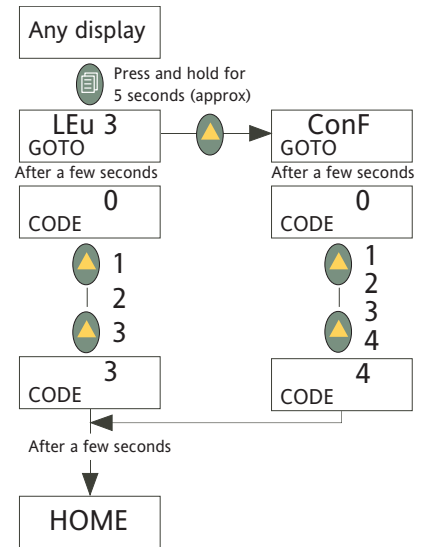 Any display
Press and hold for
5 seconds (approx)
LEu 3
GOTO
ConF
GOTO
After a few seconds
After a few seconds
0
CODE
0
CODE
1
2
3
1
2
3
4
3
CODE
4
CODE
After a few seconds
HOME